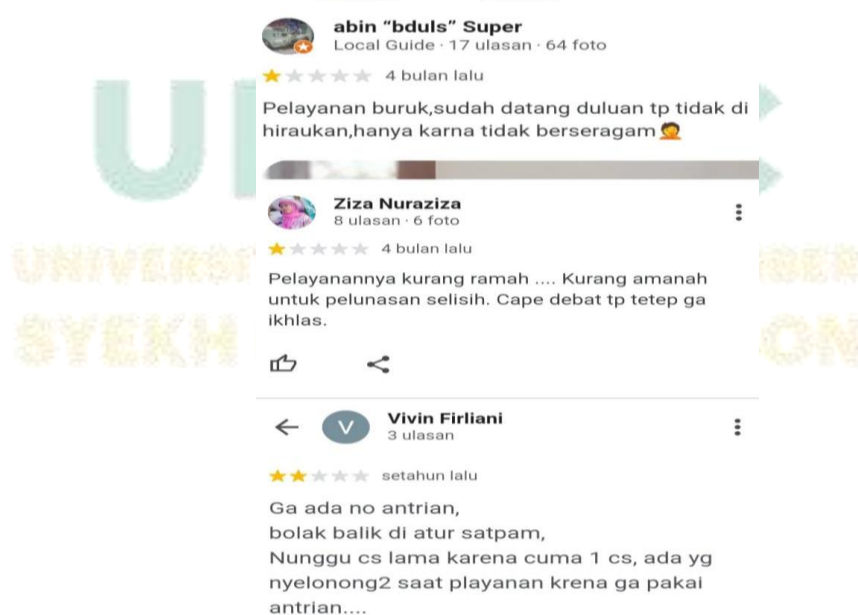 abin “bduls” Super
Local Guide · 17 ulasan · 64 foto
4 bulan lalu
Pelayanan buruk,sudah datang duluan tp tidak di
hiraukan,hanya karna tidak berseragam🤦
Ziza Nuraziza
8 ulasan · 6 foto
4 bulan lalu
Pelayanannya kurang ramah .... Kurang amanah
untuk pelunasan selisih. Cape debat tp tetep ga
ikhlas.
V
Vivin Firliani
3 ulasan
setahun lalu
Ga ada no antrian,
bolak balik di atur satpam,
Nunggu cs lama karena cuma 1 cs, ada yg
nyelonong2 saat playanan krena ga pakai
antrian....